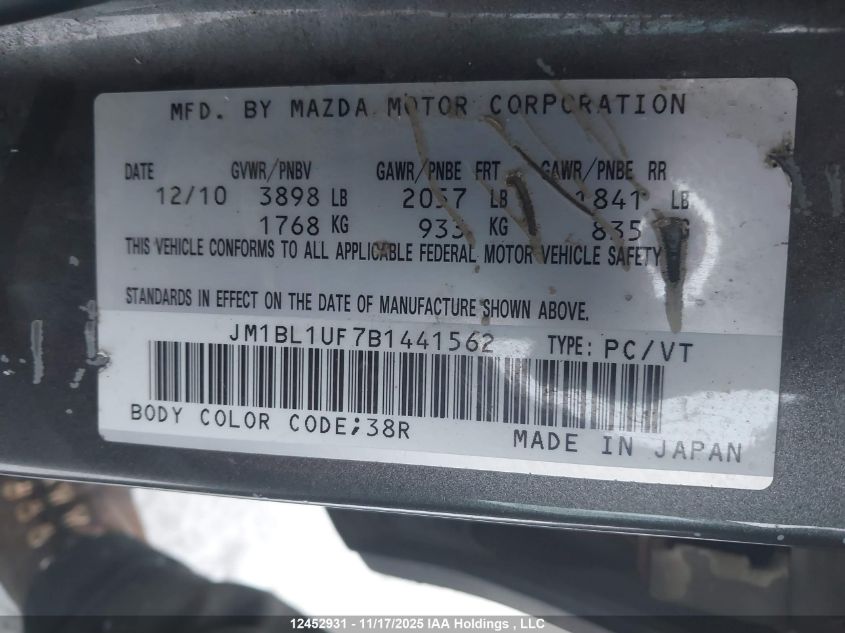 MFD. BY MAZDA MOTOR CORPORATION
DATE GVWR/PNBV GAWR/PNBE FRT GAWR/PNBE RR
12/10 3898 LB 2057 LB 1841 LB
1768 KG 933 KG 835 KG
THIS VEHICLE CONFORMS TO ALL APPLICABLE FEDERAL MOTOR VEHICLE SAFETY
STANDARDS IN EFFECT ON THE DATE OF MANUFACTURE SHOWN ABOVE.
JM1BL1UF7B1441562 TYPE: PC/VT
BODY COLOR CODE;38R
MADE IN JAPAN
12452931 - 11/17/2025 IAA Holdings , LLC